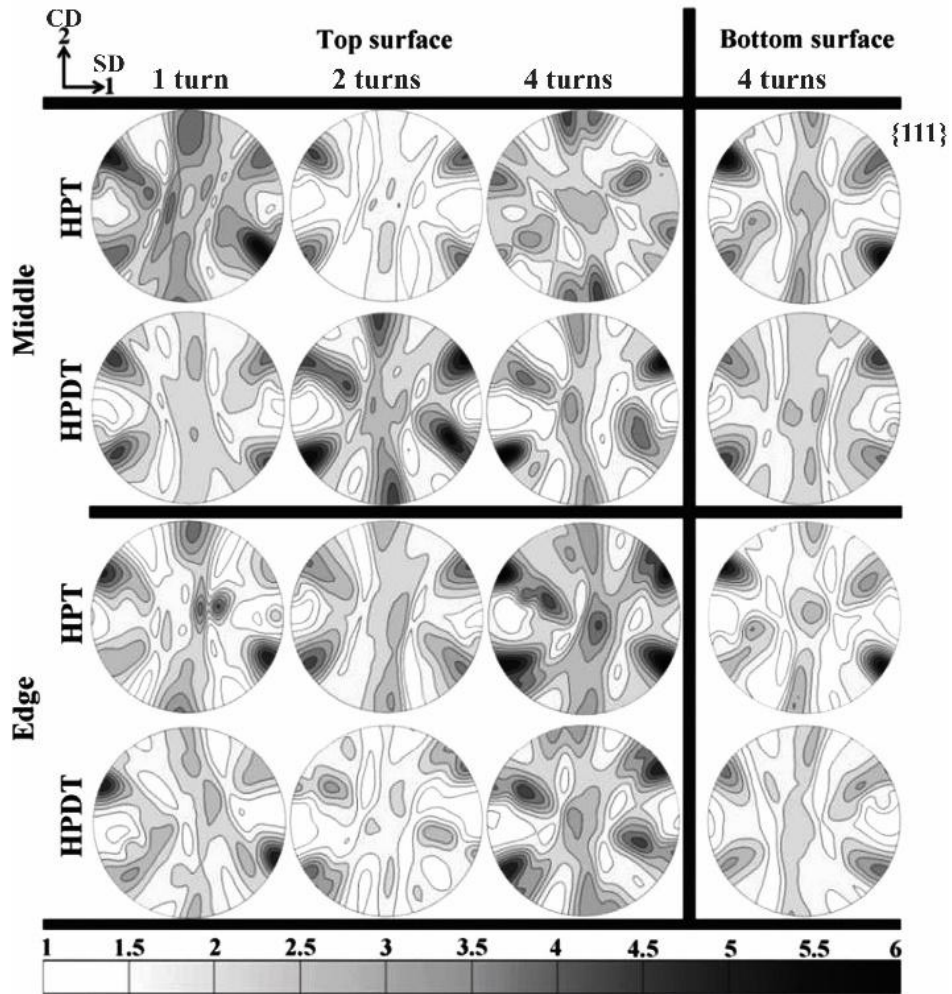 CD
2
SD
1
Top surface
Bottom surface
1 turn 2 turns 4 turns 4 turns
{111}
Middle
HPT
HPDT
Edge
HPT
HPDT
1 1.5 2 2.5 3 3.5 4 4.5 5 5.5 6